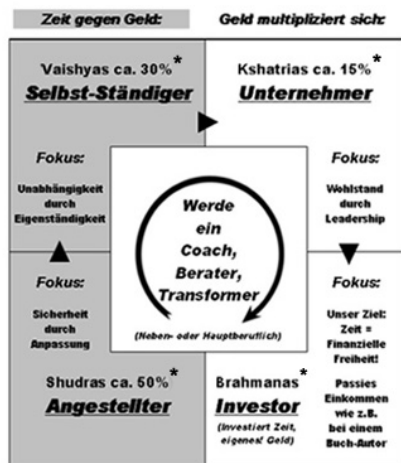 Zeit gegen Geld:
Geld multipliziert sich:
Vaishyas ca. 30%*
Selbst-Ständiger
Kshatrias ca. 15%*
Unternehmer
Fokus:
Unabhängigkeit
durch
Eigenständigkeit
Fokus:
Wohlstand
durch
Leadership
Werde
ein
Coach,
Berater,
Transformer
(Neben- oder Hauptberuflich)
Fokus:
Sicherheit
durch
Anpassung
Shudras ca. 50%*
Angestellter
Brahmanas*
Investor
(Investiert Zeit,
eigenes! Geld)
Fokus:
Unser Ziel:
Zeit =
Finanzielle
Freiheit!
Passies
Einkommen
wie z.B.
bei einem
Buch-Autor